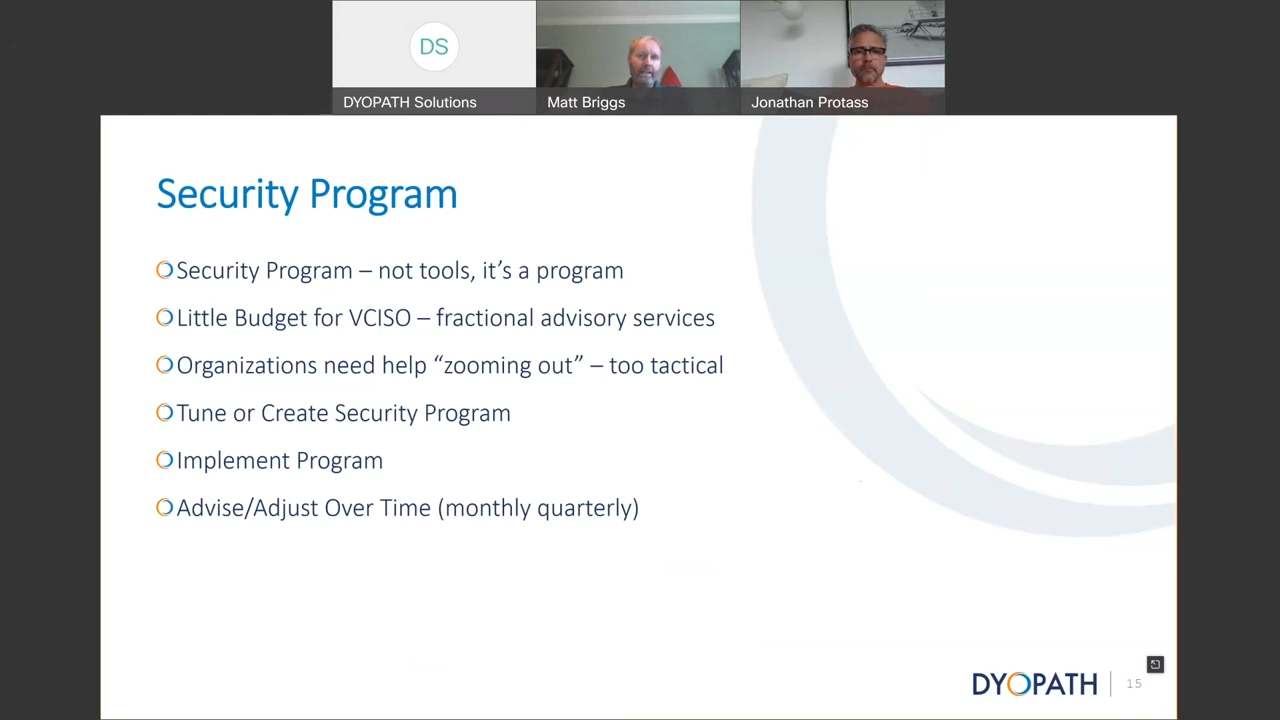 DS
DYOPATH Solutions
Matt Briggs
Jonathan Protass
Security Program
Security Program – not tools, it’s a program
Little Budget for VCISO – fractional advisory services
Organizations need help “zooming out” – too tactical
Tune or Create Security Program
Implement Program
Advise/Adjust Over Time (monthly quarterly)
DYOPATH
15